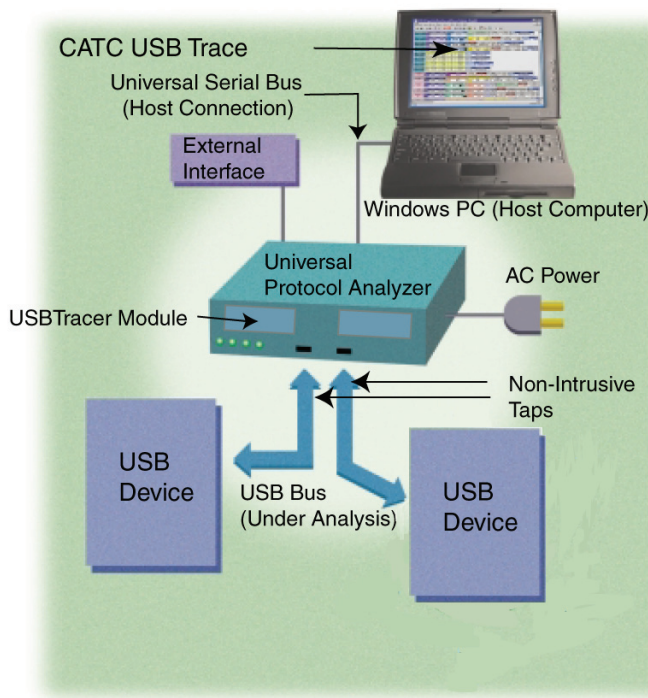 CATC USB Trace
Universal Serial Bus
(Host Connection)
External
Interface
Windows PC (Host Computer)
Universal
Protocol Analyzer
AC Power
USBTracer Module
Non-Intrusive
Taps
USB
Device
USB Bus
(Under Analysis)
USB
Device